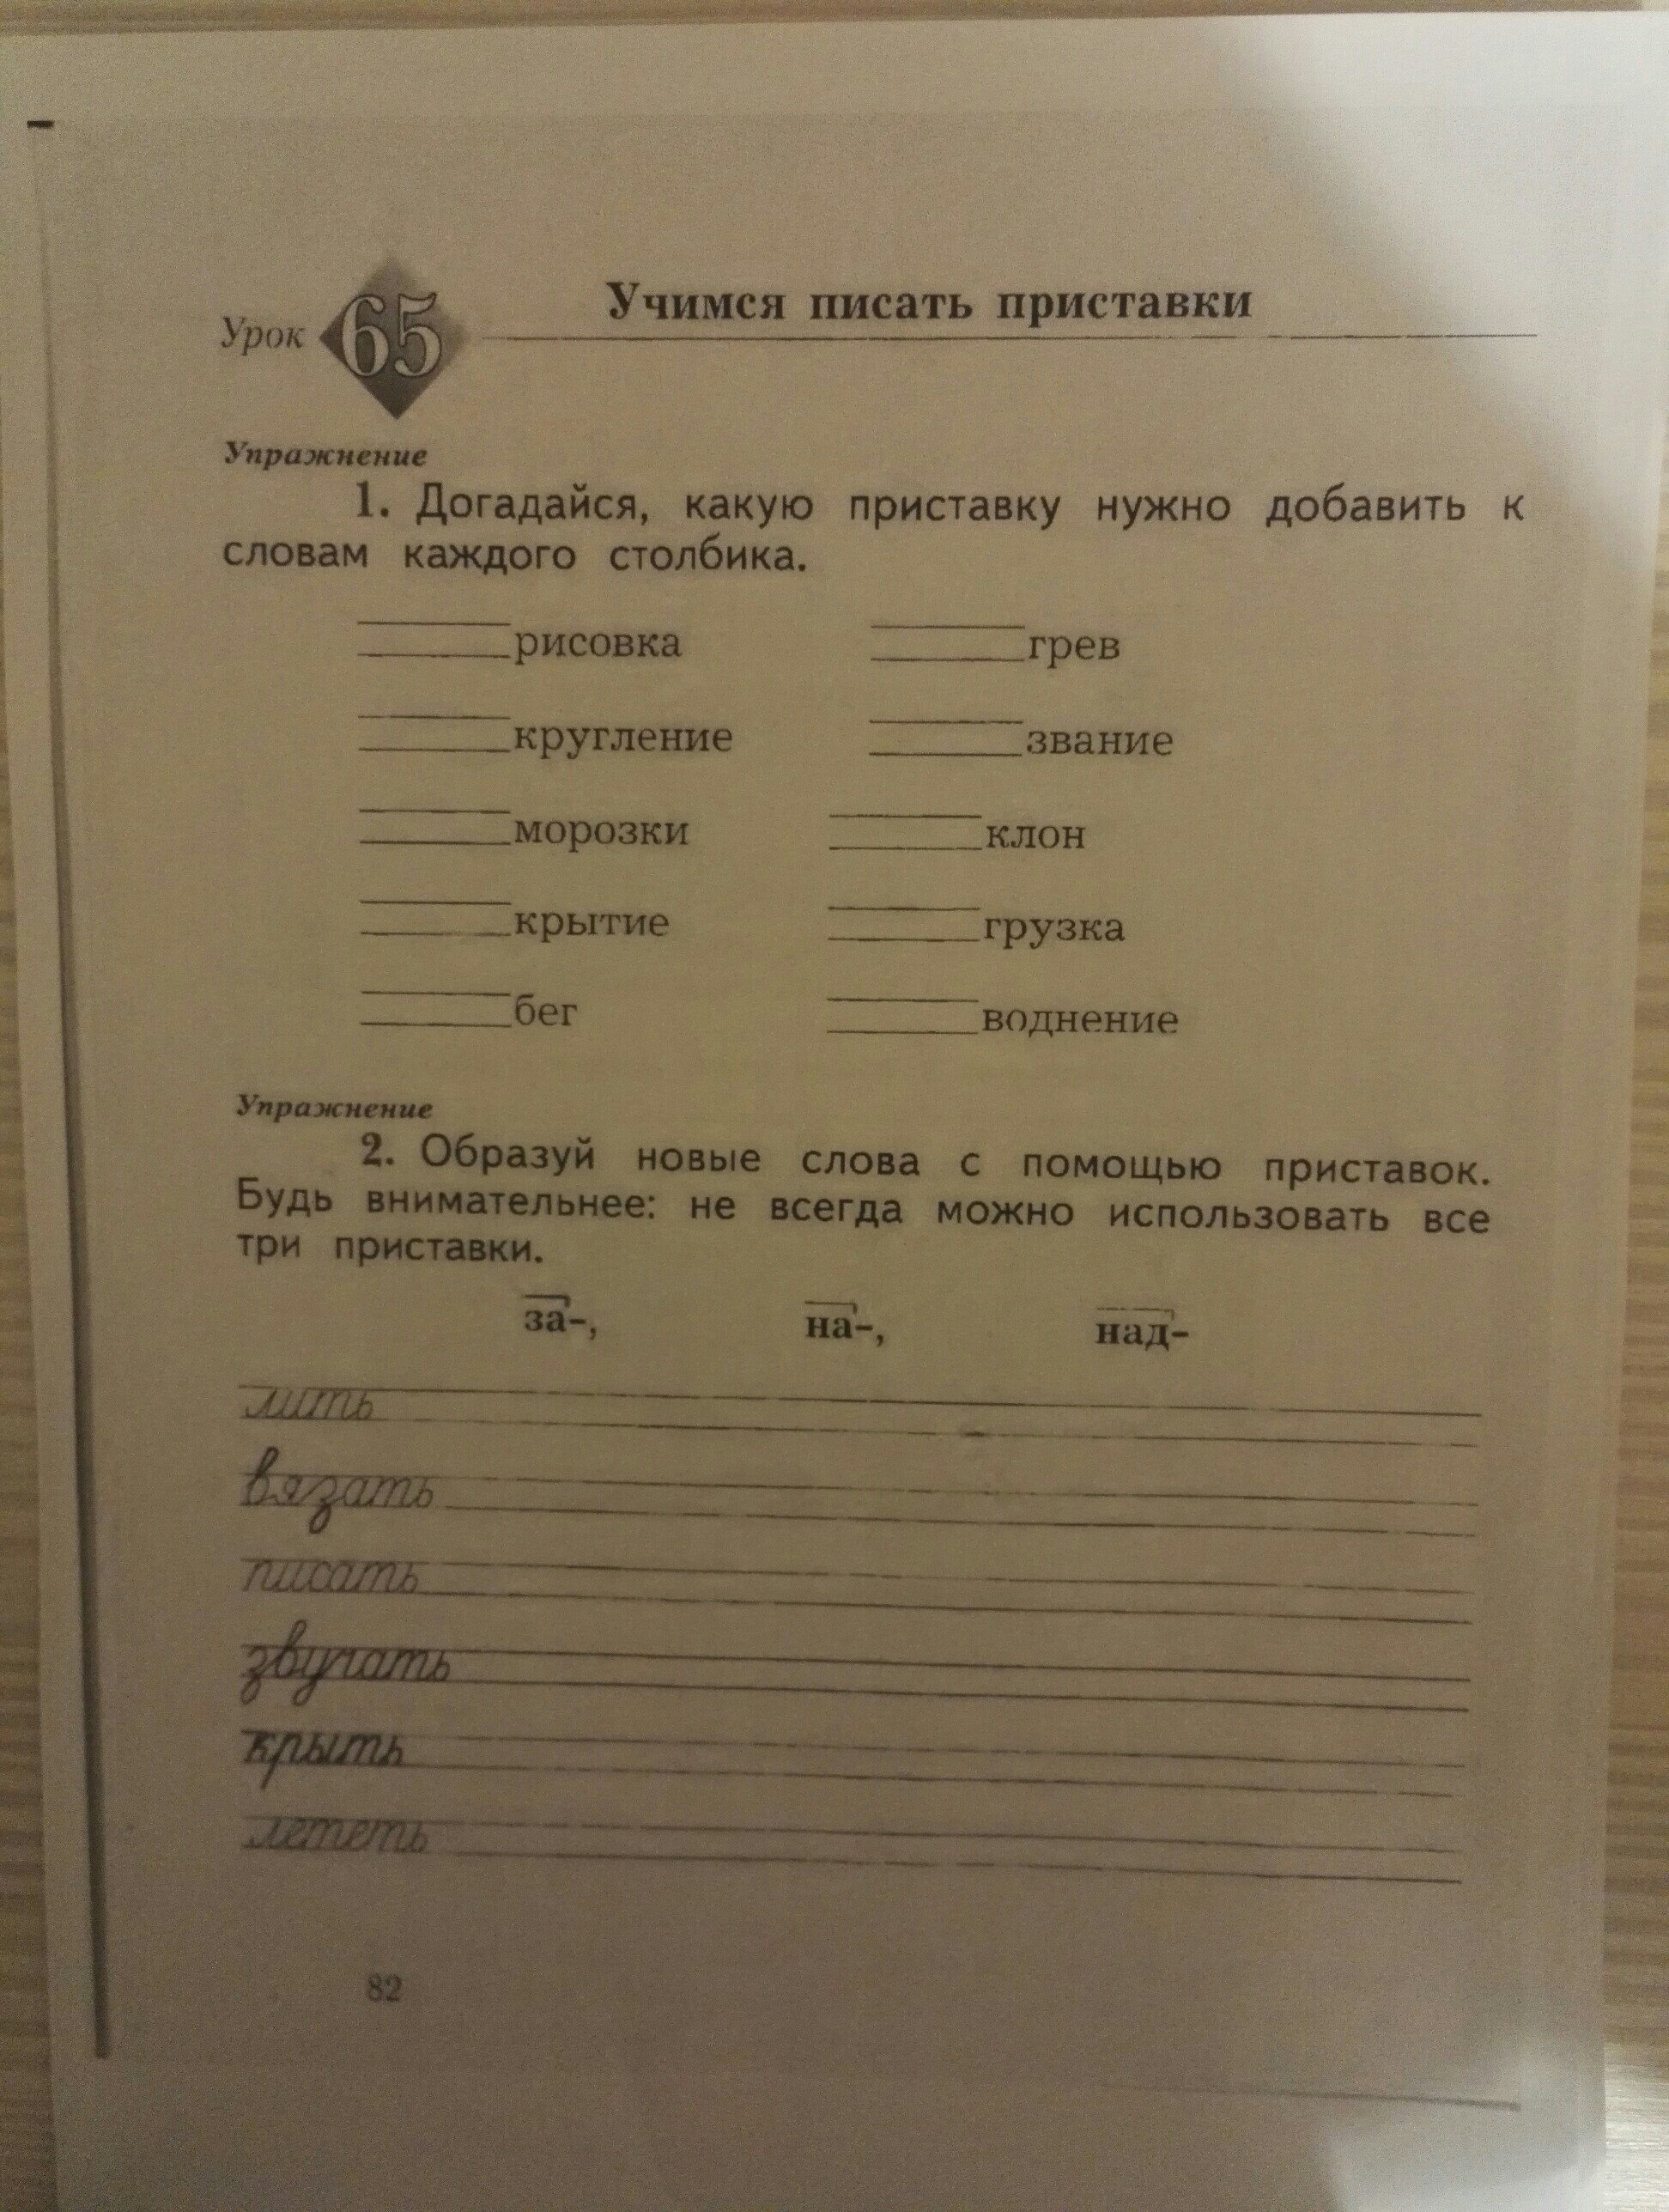 Урок 65 Учимся писать приставки
Упражнение
1. Догадайся, какую приставку нужно добавить к
словам каждого столбика.
рисовка грев
кругление звание
морозки клон
крытие грузка
бег воднение
Упражнение
2. Образуй новые слова с помощью приставок.
Будь внимательнее: не всегда можно использовать все
три приставки.
за-, на-, над-
лить
вязать
писать
звучать
крыть
лететь
82